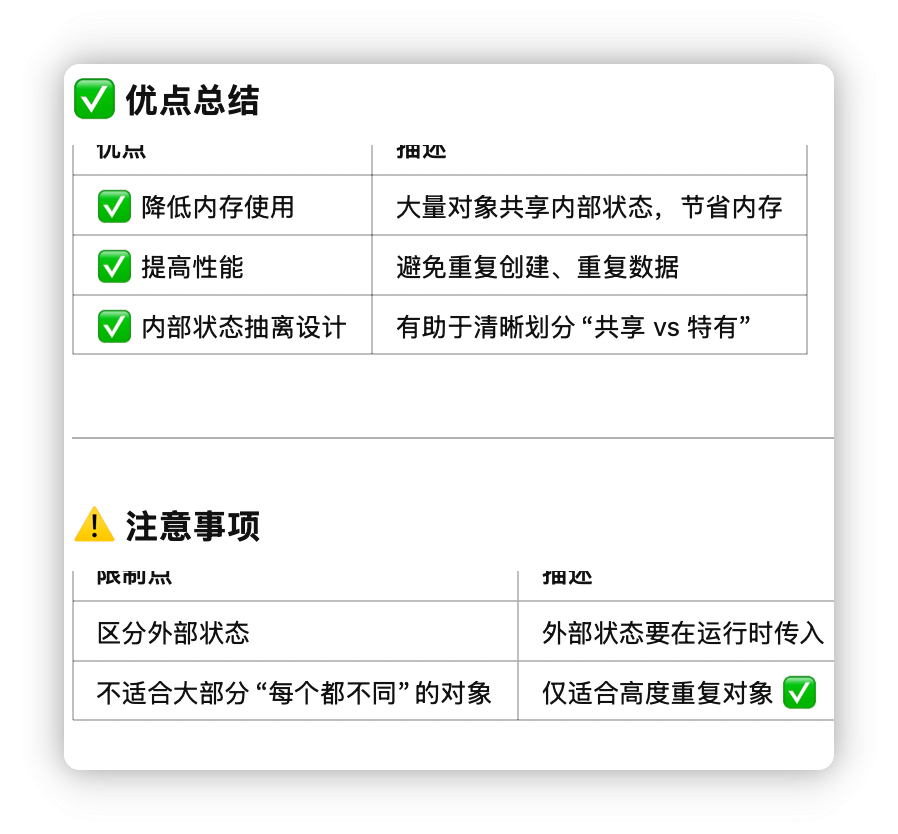 ✅ 优点总结
优点 描述
✅ 降低内存使用 大量对象共享内部状态，节省内存
✅ 提高性能 避免重复创建、重复数据
✅ 内部状态抽离设计 有助于清晰划分“共享 vs 特有”
⚠️ 注意事项
限制点 描述
区分外部状态 外部状态要在运行时传入
不适合大部分“每个都不同”的对象 仅适合高度重复对象 ✅